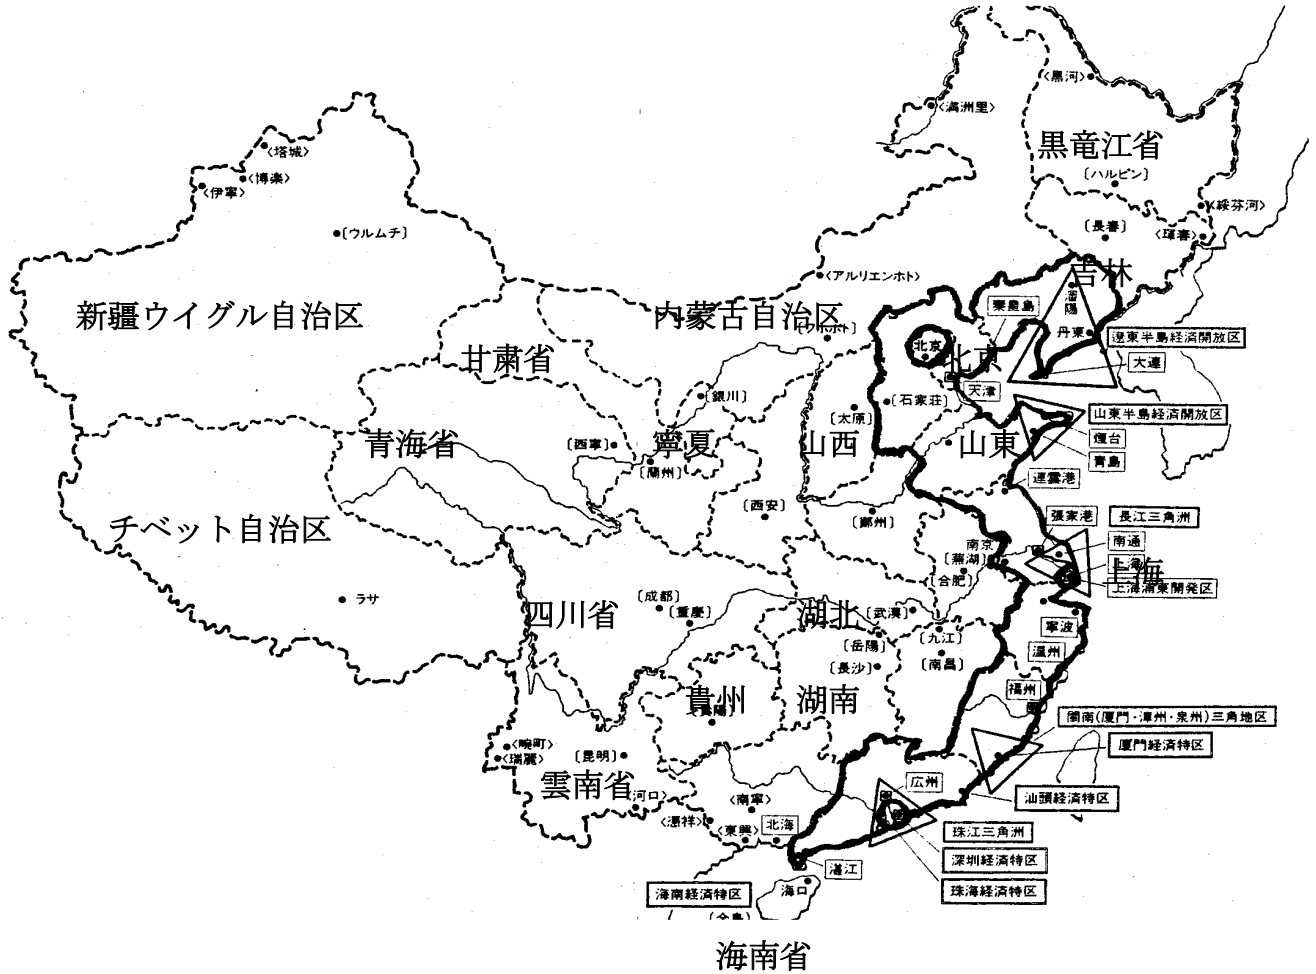 〈黒河〉
〈満洲里〉
黒竜江省
〔ハルビン〕
〈塔城〉
〈博楽〉
〈伊寧〉
〈綏芬河〉
〔長春〕
〈琿春〉
〔ウルムチ〕
〈アルリエンホト〉
吉林
瀋陽
新疆ウイグル自治区
内蒙古自治区
秦皇島
丹東
遼東半島経済開放区
北京
北京
甘粛省
大連
天津
〔銀川〕
〔石家荘〕
〔太原〕
山東半島経済開放区
青海省
〔西寧〕
寧夏
山西
山東
煙台
青島
〔蘭州〕
連雲港
〔西安〕
〔鄭州〕
張家港
長江三角洲
チベット自治区
南京
南通
〔蕪湖〕
上海
上海
〔合肥〕
上海浦東開発区
ラサ
〔成都〕
四川省
〔重慶〕
湖北
〔武漢〕
寧波
〔九江〕
〔岳陽〕
温州
〔長沙〕
〔南昌〕
貴州
湖南
福州
閩南(厦門・漳州・泉州)三角地区
〈畹町〉
〈瑞麗〉
〔昆明〕
厦門経済特区
雲南省
広州
〈河口〉
〈南寧〉
汕頭経済特区
〈憑祥〉
〈東興〉
北海
珠江三角洲
湛江
深圳経済特区
海南経済特区
海口
珠海経済特区
海南省